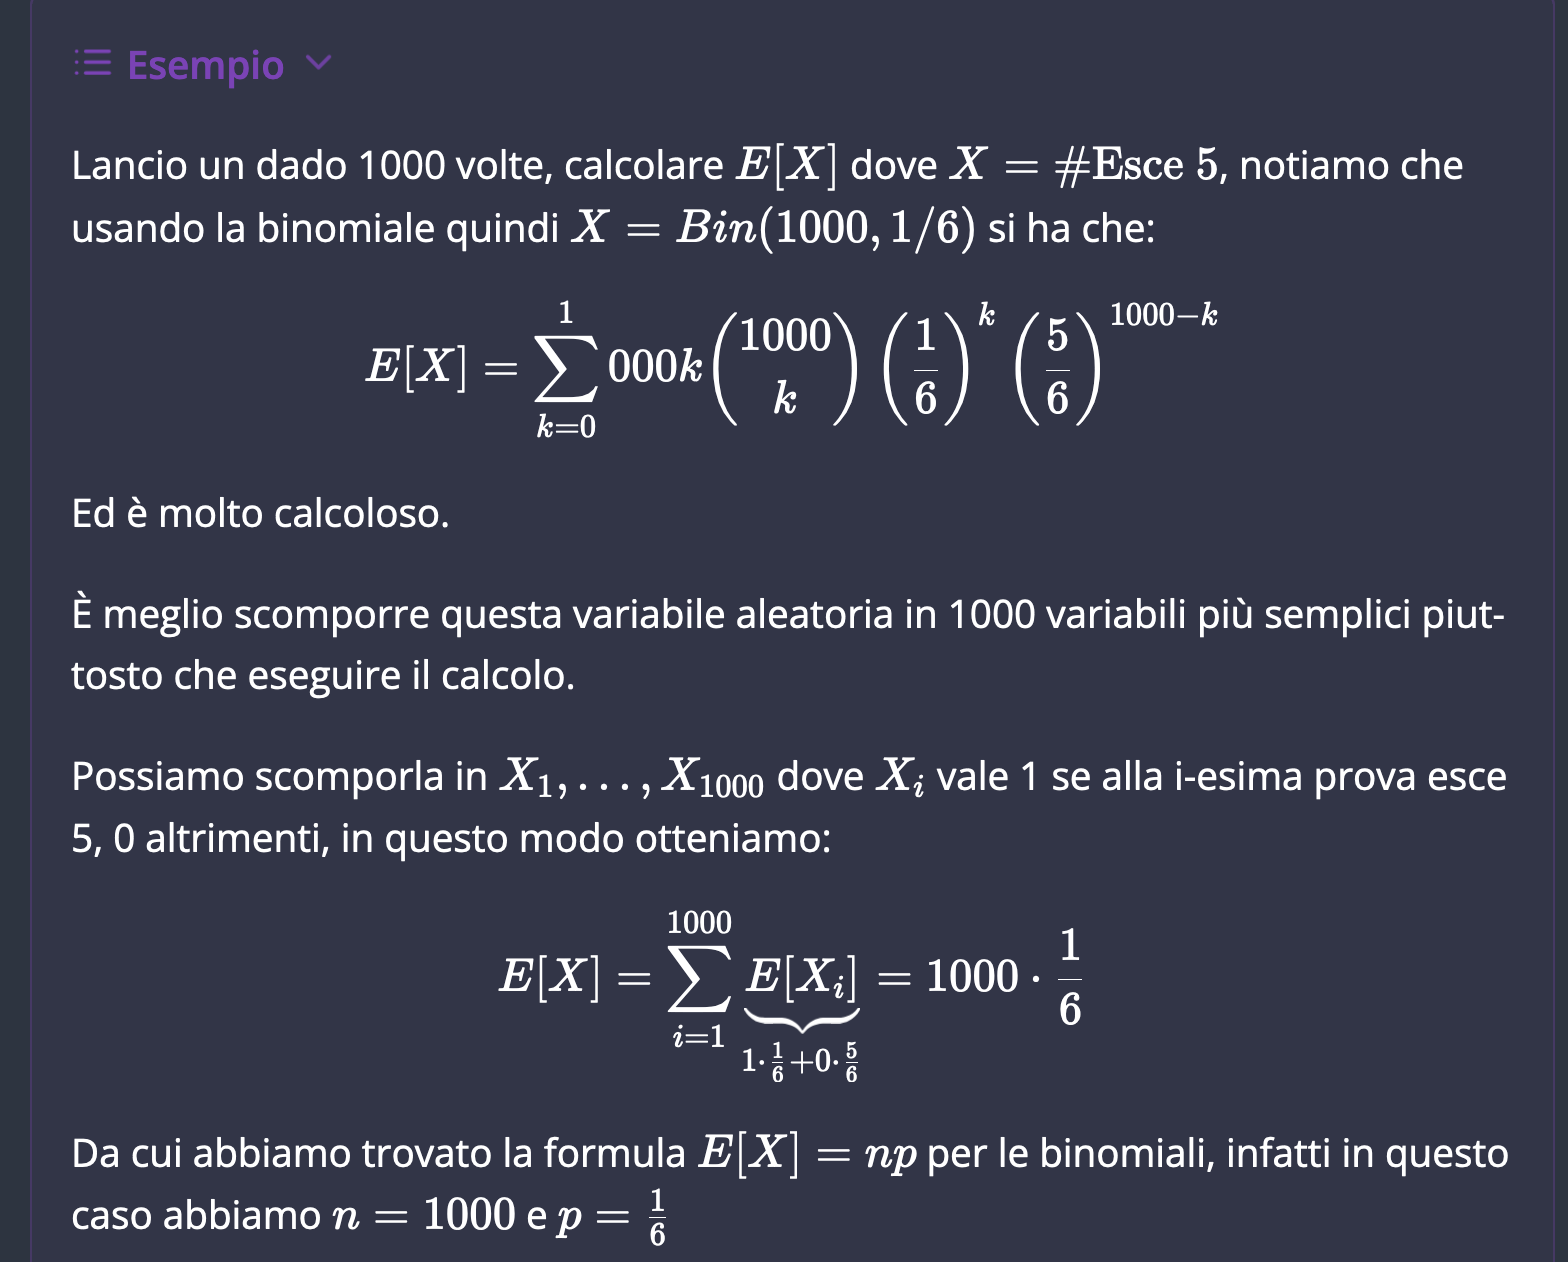 Esempio
Lancio un dado 1000 volte, calcolare $E[X]$ dove $X = \#\text{Esce } 5$, notiamo che
usando la binomiale quindi $X = Bin(1000, 1/6)$ si ha che:
$E[X] = \sum_{k=0}^{1} 000k \binom{1000}{k} \left(\frac{1}{6}\right)^{k} \left(\frac{5}{6}\right)^{1000-k}$
Ed è molto calcoloso.
È meglio scomporre questa variabile aleatoria in 1000 variabili più semplici piut-
tosto che eseguire il calcolo.
Possiamo scomporla in $X_1, \ldots, X_{1000}$ dove $X_i$ vale 1 se alla i-esima prova esce
5, 0 altrimenti, in questo modo otteniamo:
$E[X] = \sum_{i=1}^{1000} \underbrace{E[X_i]}_{1 \cdot \frac{1}{6} + 0 \cdot \frac{5}{6}} = 1000 \cdot \frac{1}{6}$
Da cui abbiamo trovato la formula $E[X] = np$ per le binomiali, infatti in questo
caso abbiamo $n = 1000$ e $p = \frac{1}{6}$